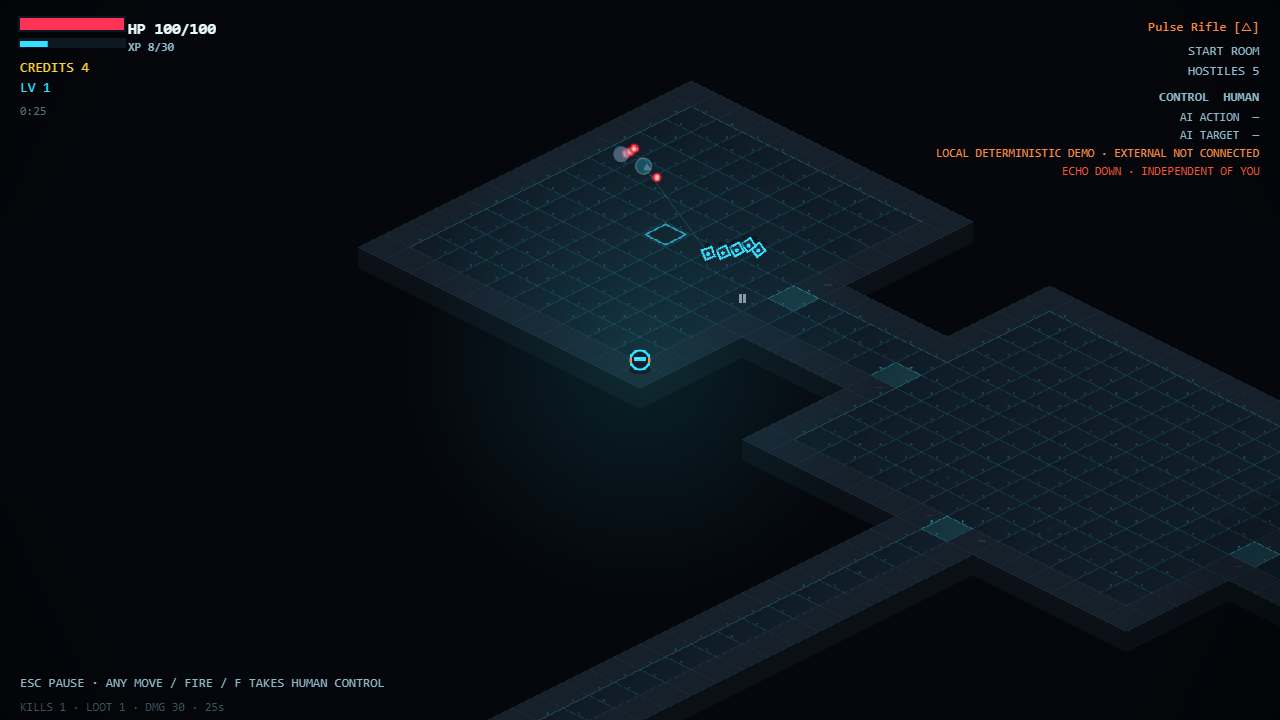 HP 100/100
XP 8/30
CREDITS 4
LV 1
0:25
Pulse Rifle [△]
START ROOM
HOSTILES 5
CONTROL HUMAN
AI ACTION —
AI TARGET —
LOCAL DETERMINISTIC DEMO · EXTERNAL NOT CONNECTED
ECHO DOWN · INDEPENDENT OF YOU
ESC PAUSE · ANY MOVE / FIRE / F TAKES HUMAN CONTROL
KILLS 1 · LOOT 1 · DMG 30 · 25s